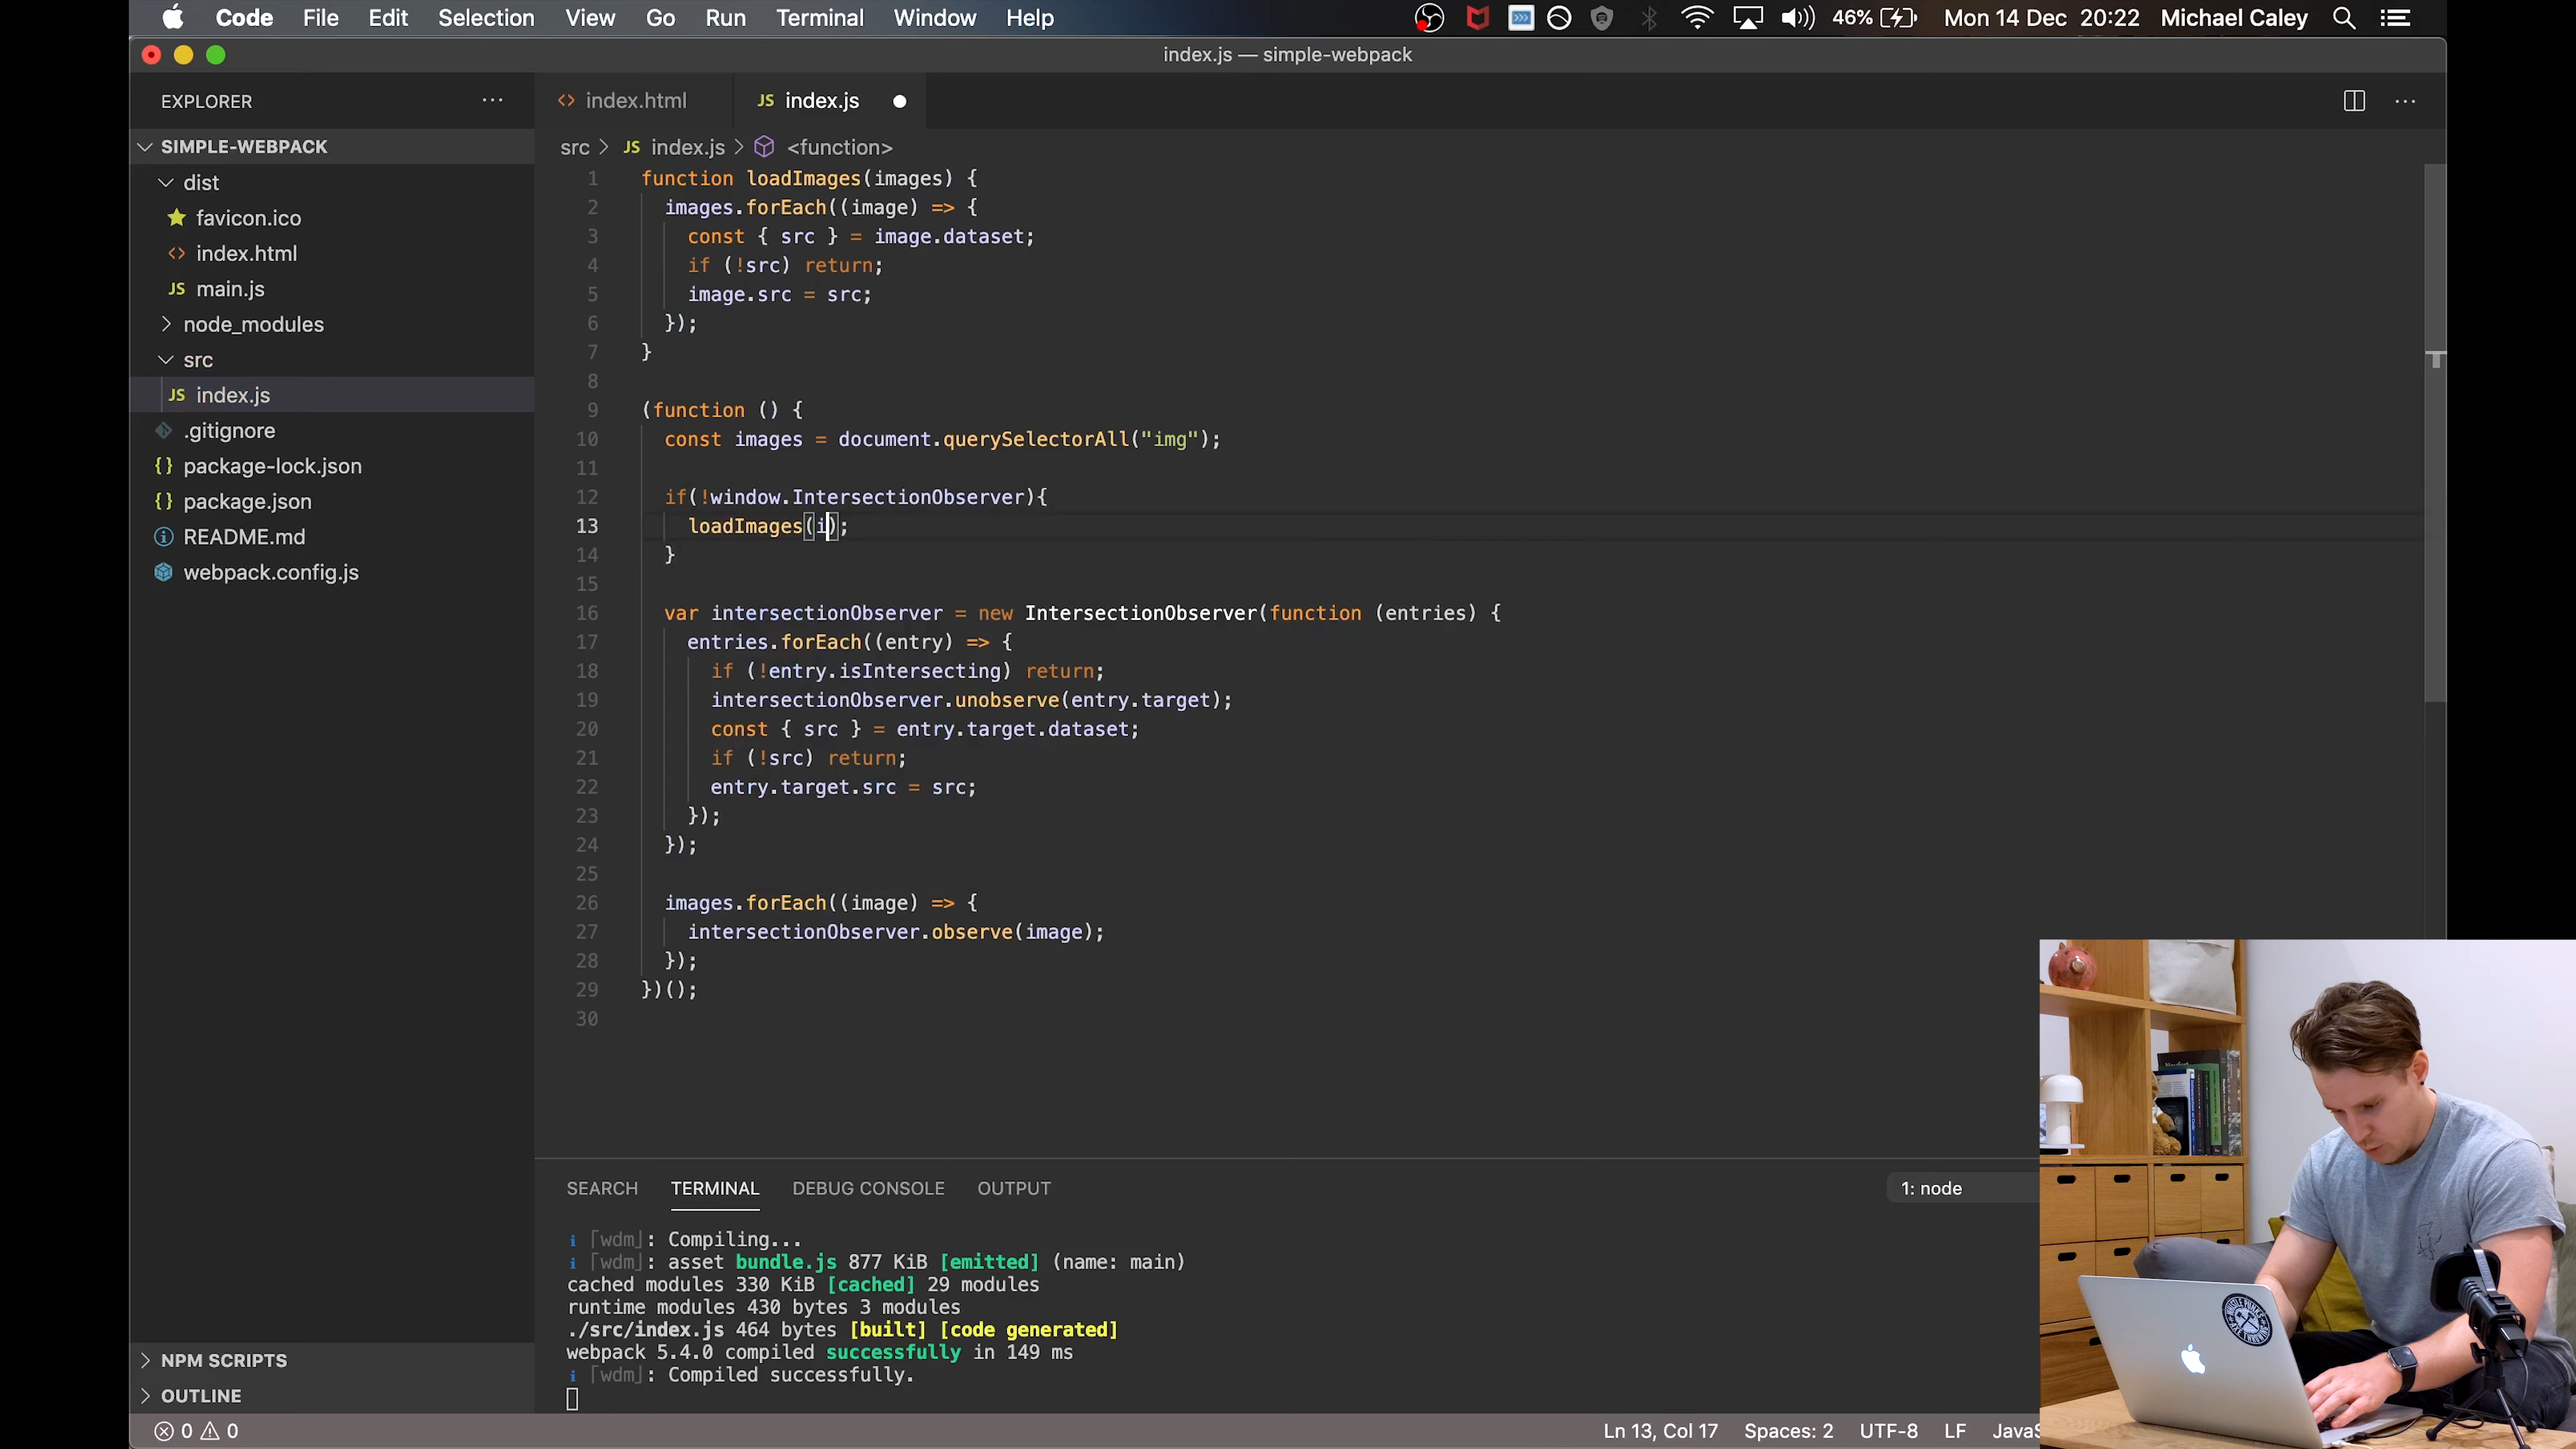 Code File Edit Selection View Go Run Terminal Window Help 46% Mon 14 Dec 20:22 Michael Caley
index.js — simple-webpack
EXPLORER ···
index.html
JS index.js
···
SIMPLE-WEBPACK
dist
favicon.ico
index.html
JS main.js
node_modules
src
JS index.js
.gitignore
{} package-lock.json
{} package.json
README.md
webpack.config.js
NPM SCRIPTS
OUTLINE
src > JS index.js > <function>
1 function loadImages(images) {
2 images.forEach((image) => {
3 const { src } = image.dataset;
4 if (!src) return;
5 image.src = src;
6 });
7 }
8
9 (function () {
10 const images = document.querySelectorAll("img");
11
12 if(!window.IntersectionObserver){
13 loadImages(i);
14 }
15
16 var intersectionObserver = new IntersectionObserver(function (entries) {
17 entries.forEach((entry) => {
18 if (!entry.isIntersecting) return;
19 intersectionObserver.unobserve(entry.target);
20 const { src } = entry.target.dataset;
21 if (!src) return;
22 entry.target.src = src;
23 });
24 });
25
26 images.forEach((image) => {
27 intersectionObserver.observe(image);
28 });
29 })();
30
SEARCH TERMINAL DEBUG CONSOLE OUTPUT 1: node
i ｢wdm｣: Compiling...
i ｢wdm｣: asset bundle.js 877 KiB [emitted] (name: main)
cached modules 330 KiB [cached] 29 modules
runtime modules 430 bytes 3 modules
./src/index.js 464 bytes [built] [code generated]
webpack 5.4.0 compiled successfully in 149 ms
i ｢wdm｣: Compiled successfully.
0 0 Ln 13, Col 17 Spaces: 2 UTF-8 LF JavaS